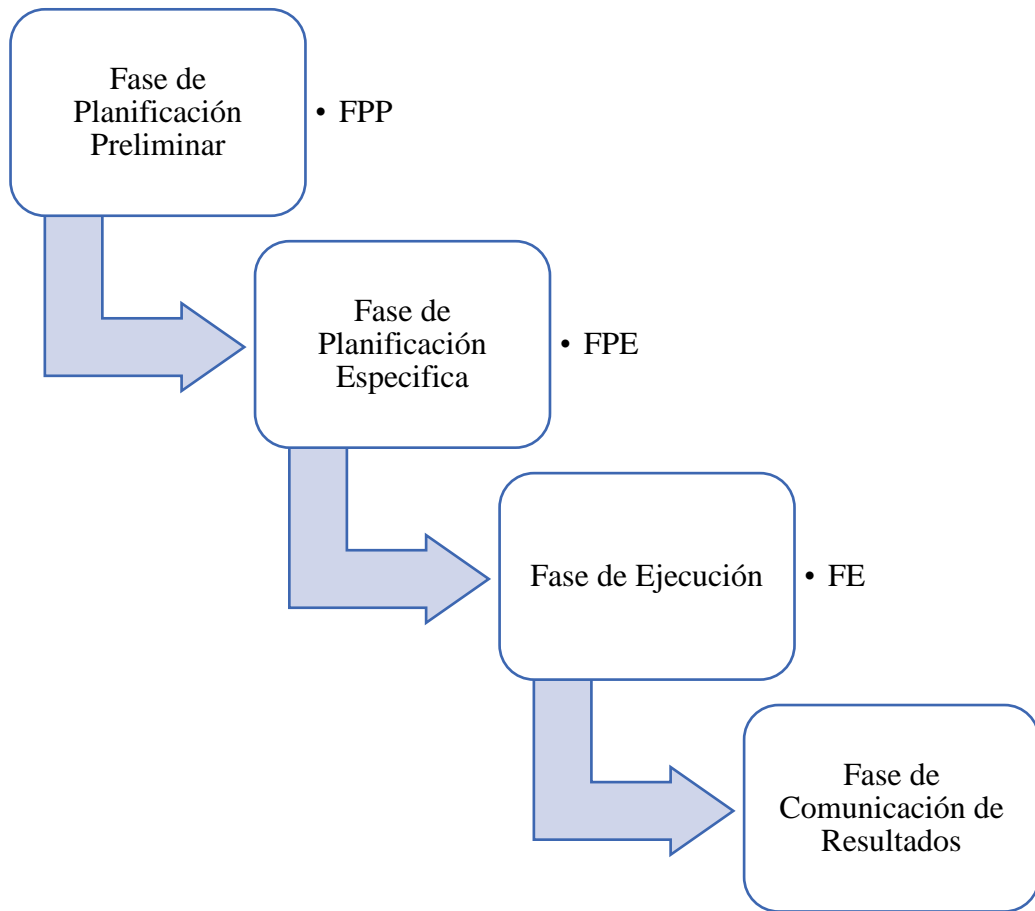 Fase de
Planificación
Preliminar
• FPP
Fase de
Planificación
Especifica
• FPE
Fase de Ejecución
• FE
Fase de
Comunicación de
Resultados